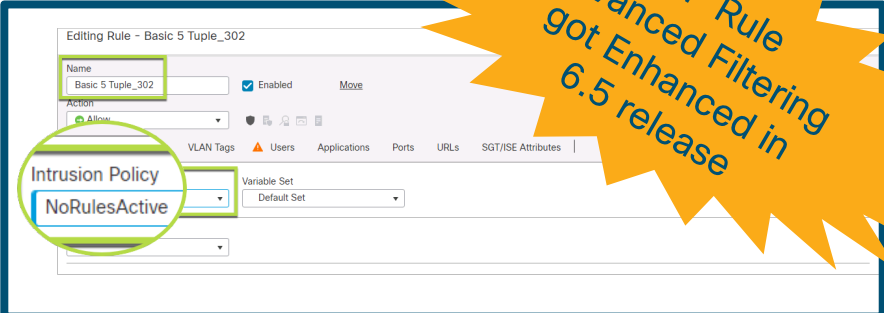 Editing Rule - Basic 5 Tuple_302
Name
Basic 5 Tuple_302
Enabled
Move
Action
Allow
VLAN Tags
Users
Applications
Ports
URLs
SGT/ISE Attributes
Intrusion Policy
NoRulesActive
Variable Set
Default Set
Rule
Filtering
got Enhanced in
6.5 release